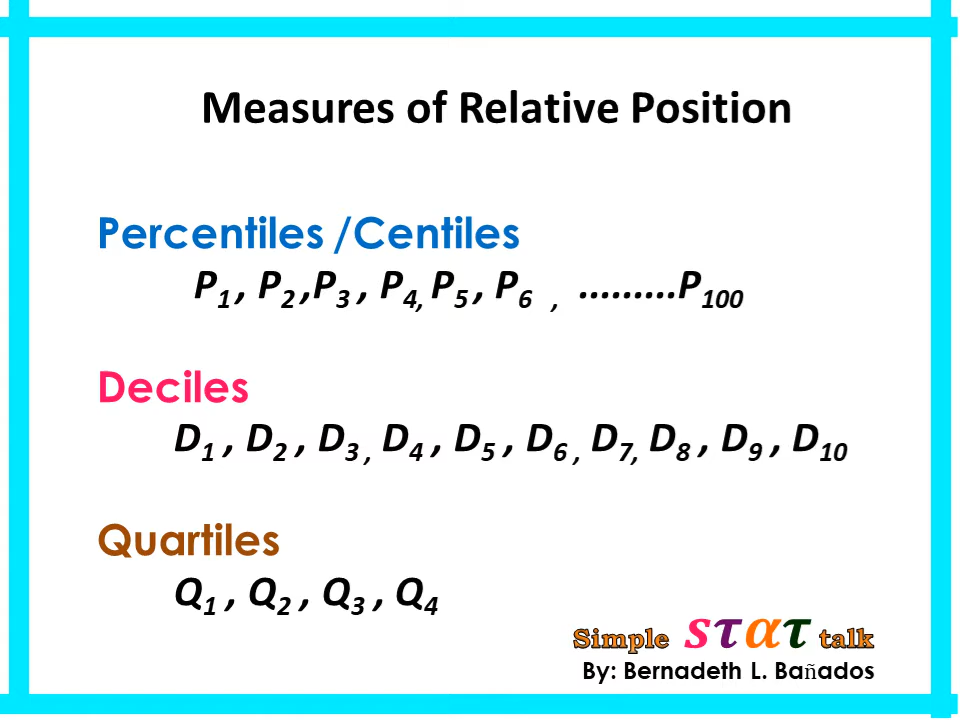 Measures of Relative Position
Percentiles /Centiles
P1 , P2 ,P3 , P4, P5 , P6 , ..........P100
Deciles
D1 , D2 , D3 , D4 , D5 , D6 , D7, D8 , D9 , D10
Quartiles
Q1 , Q2 , Q3 , Q4
Simple sτατ talk
By: Bernadeth L. Bañados